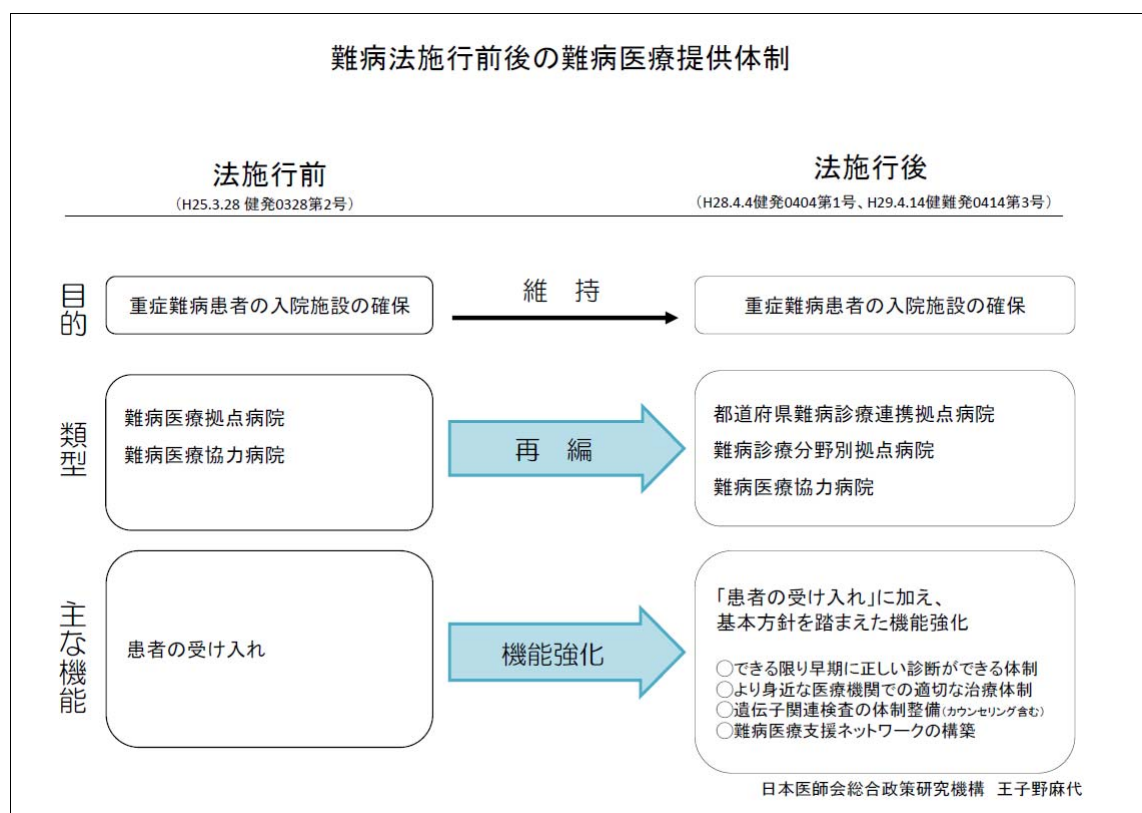 難病法施行前後の難病医療提供体制
法施行前
(H25.3.28 健発0328第2号)
法施行後
(H28.4.4健発0404第1号、H29.4.14健難発0414第3号)
目的
重症難病患者の入院施設の確保
維 持
重症難病患者の入院施設の確保
類型
難病医療拠点病院
難病医療協力病院
再 編
都道府県難病診療連携拠点病院
難病診療分野別拠点病院
難病医療協力病院
主な機能
患者の受け入れ
機能強化
「患者の受け入れ」に加え、
基本方針を踏まえた機能強化
○できる限り早期に正しい診断ができる体制
○より身近な医療機関での適切な治療体制
○遺伝子関連検査の体制整備(カウンセリング含む)
○難病医療支援ネットワークの構築
日本医師会総合政策研究機構 王子野麻代